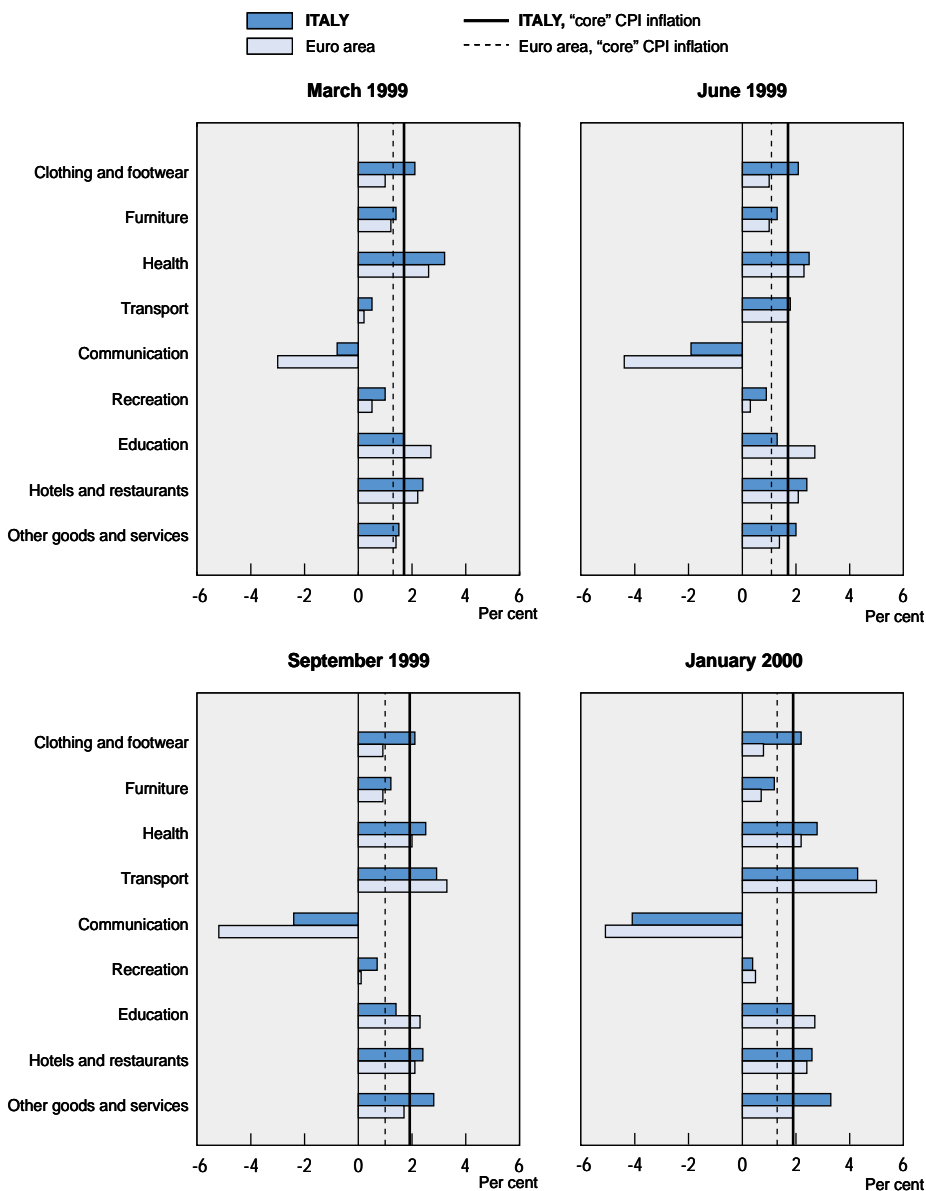 ITALY
ITALY, “core” CPI inflation
Euro area
Euro area, “core” CPI inflation
March 1999
June 1999
Clothing and footwear
Furniture
Health
Transport
Communication
Recreation
Education
Hotels and restaurants
Other goods and services
-6 -4 -2 0 2 4 6
Per cent
-6 -4 -2 0 2 4 6
Per cent
September 1999
January 2000
Clothing and footwear
Furniture
Health
Transport
Communication
Recreation
Education
Hotels and restaurants
Other goods and services
-6 -4 -2 0 2 4 6
Per cent
-6 -4 -2 0 2 4 6
Per cent